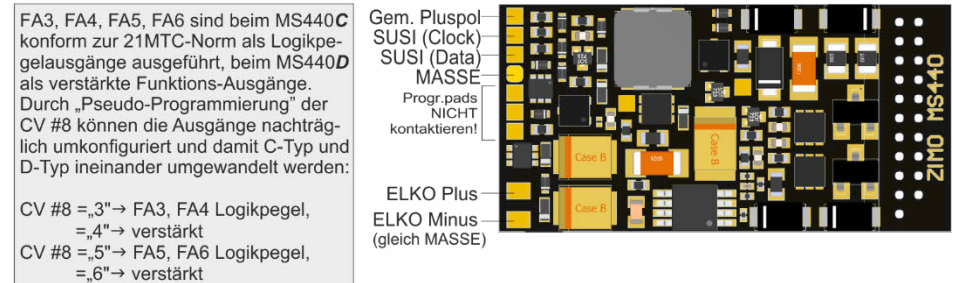 FA3, FA4, FA5, FA6 sind beim MS440C
konform zur 21MTC-Norm als Logikpe-
gelausgänge ausgeführt, beim MS440D
als verstärkte Funktions-Ausgänge.
Durch „Pseudo-Programmierung" der
CV #8 können die Ausgänge nachträg-
lich umkonfiguriert und damit C-Typ und
D-Typ ineinander umgewandelt werden:
CV #8 =„3"→ FA3, FA4 Logikpegel,
=„4"→ verstärkt
CV #8 =„5"→ FA5, FA6 Logikpegel,
=„6"→ verstärkt
Gem. Pluspol
SUSI (Clock)
SUSI (Data)
MASSE
Progr.pads
NICHT
kontaktieren!
ELKO Plus
ELKO Minus
(gleich MASSE)
Case B
Case B
Case B
1206
ZIMO MS440